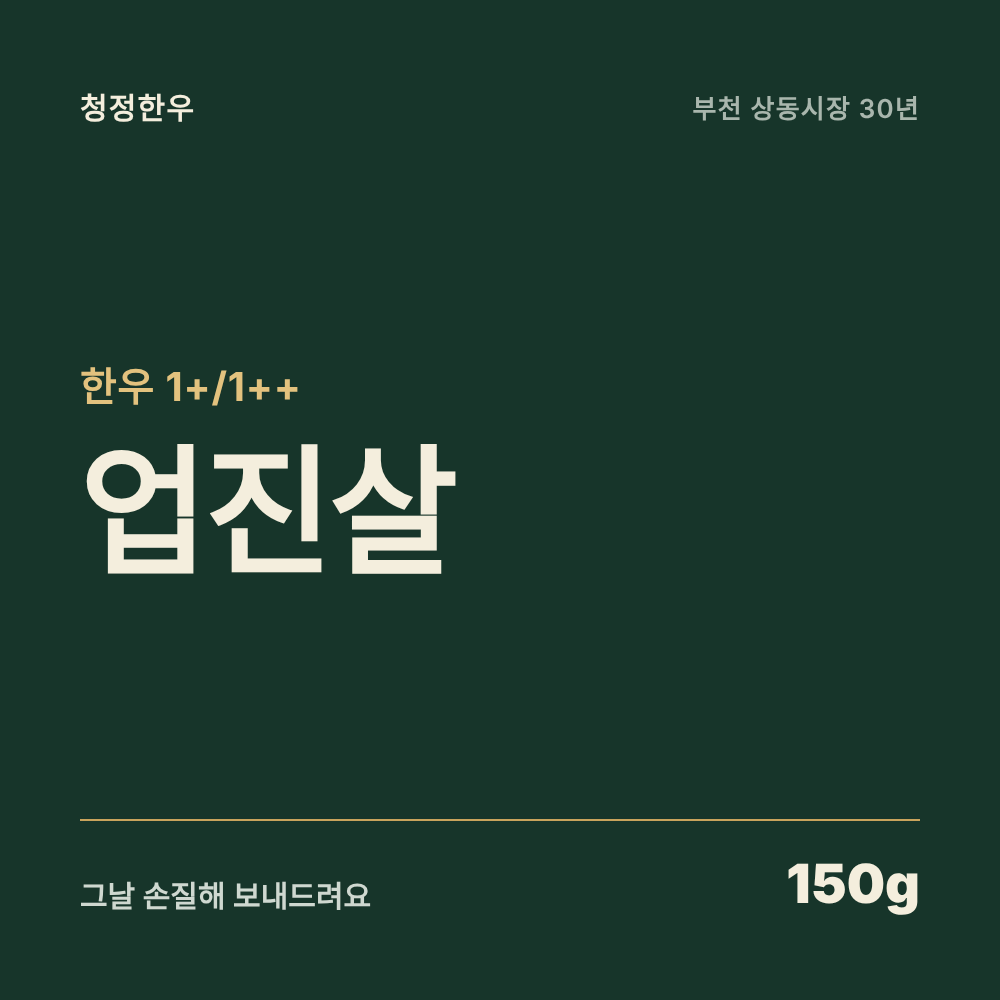 청정한우
부천 상동시장 30년
한우 1+/1++
업진살
그날 손질해 보내드려요
150g